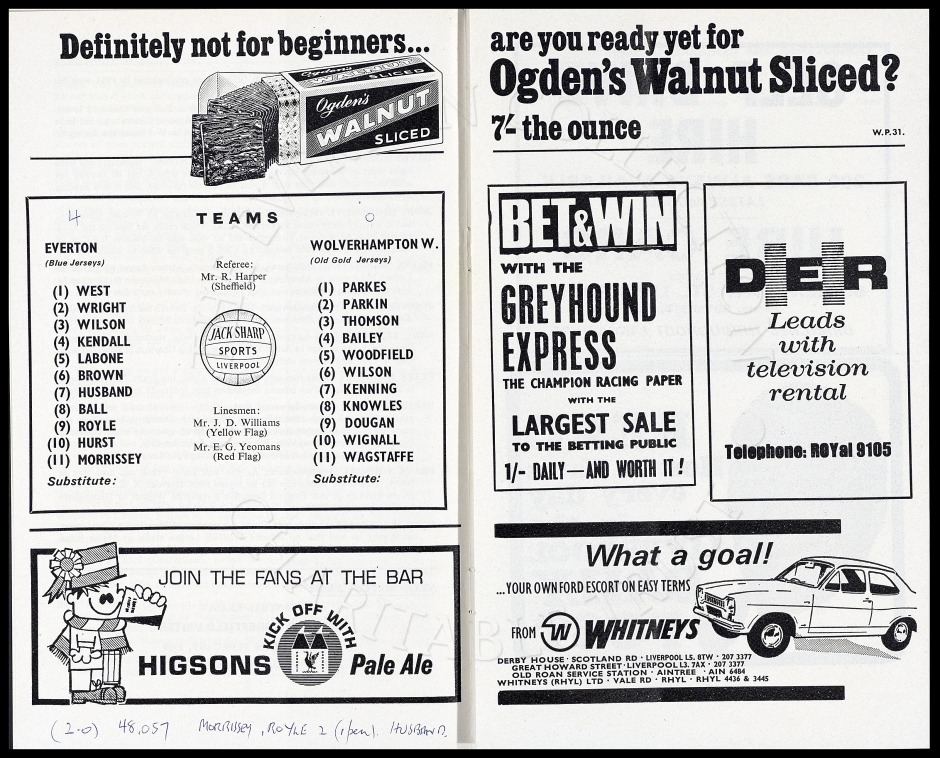 Definitely not for beginners...
Ogden's
WALNUT
SLICED
Ogden's
WALNUT
SLICED
4
TEAMS
0
EVERTON
(Blue Jerseys)
(1) WEST
(2) WRIGHT
(3) WILSON
(4) KENDALL
(5) LABONE
(6) BROWN
(7) HUSBAND
(8) BALL
(9) ROYLE
(10) HURST
(11) MORRISSEY
Substitute:
Referee:
Mr. R. Harper
(Sheffield)
JACK SHARP
SPORTS
LIVERPOOL
Linesmen:
Mr. J. D. Williams
(Yellow Flag)
Mr. E. G. Yeomans
(Red Flag)
WOLVERHAMPTON W.
(Old Gold Jerseys)
(1) PARKES
(2) PARKIN
(3) THOMSON
(4) BAILEY
(5) WOODFIELD
(6) WILSON
(7) KENNING
(8) KNOWLES
(9) DOUGAN
(10) WIGNALL
(11) WAGSTAFFE
Substitute:
JOIN THE FANS AT THE BAR
KICK OFF WITH
HIGSONS
Pale Ale
(2-0) 48,057 MORRISSEY, ROYLE 2 (1 pen). HUSBAND.
are you ready yet for
Ogden's Walnut Sliced?
7/- the ounce
W.P.31.
BET & WIN
WITH THE
GREYHOUND
EXPRESS
THE CHAMPION RACING PAPER
WITH THE
LARGEST SALE
TO THE BETTING PUBLIC
1/- DAILY—AND WORTH IT!
DER
Leads
with
television
rental
Telephone: ROYal 9105
What a goal!
...YOUR OWN FORD ESCORT ON EASY TERMS
FROM W WHITNEYS
DERBY HOUSE · SCOTLAND RD · LIVERPOOL L5. 8TW · 207 3377
GREAT HOWARD STREET · LIVERPOOL L3. 7AX · 207 3377
OLD ROAN SERVICE STATION · AINTREE · AIN 6484
WHITNEYS (RHYL) LTD · VALE RD · RHYL · RHYL 4436 & 3445